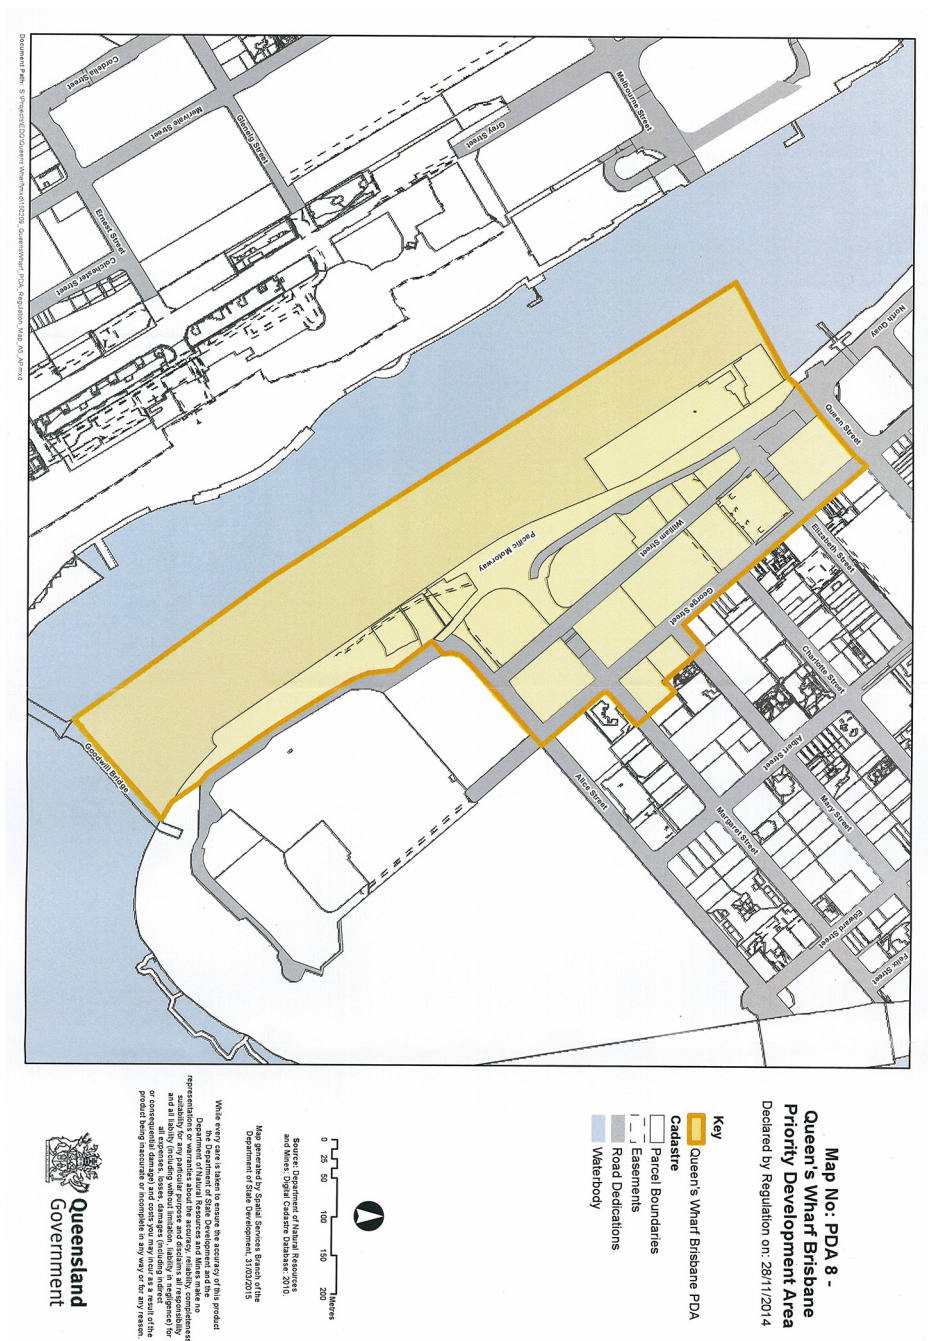 Map No: PDA 8 -
Queen's Wharf Brisbane
Priority Development Area
Declared by Regulation on: 28/11/2014
Key
Queen's Wharf Brisbane PDA
Cadastre
Parcel Boundaries
Easements
Road Dedications
Waterbody
0 25 50 100 150 200
Metres
Source: Department of Natural Resources
and Mines: Digital Cadastre Database: 2010.
Map generated by Spatial Services Branch of the
Department of State Development, 31/03/2015
While every care is taken to ensure the accuracy of this product
the Department of State Development and the
Department of Natural Resources and Mines make no
representations or warranties about the accuracy, reliability, completeness
suitability for any particular purpose and disclaims all responsibility
and all liability (including without limitation, liability in negligence) for
all expenses, losses, damages (including indirect
or consequential damage) and costs you may incur as a result of the
product being inaccurate or incomplete in any way or for any reason.
Queensland
Government
North Quay
Queen Street
Elizabeth Street
Charlotte Street
Albert Street
Mary Street
Margaret Street
Edward Street
Felix Street
Alice Street
George Street
William Street
Pacific Motorway
Goodwill Bridge
Melbourne Street
Grey Street
Glenelg Street
Merivale Street
Cordelia Street
Ernest Street
Colchester Street